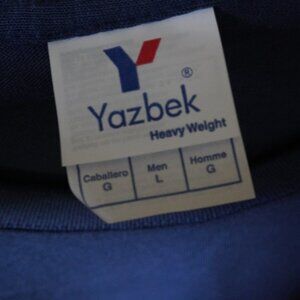 Y ®
Yazbek
Heavy Weight
Caballero Men Homme
G L G